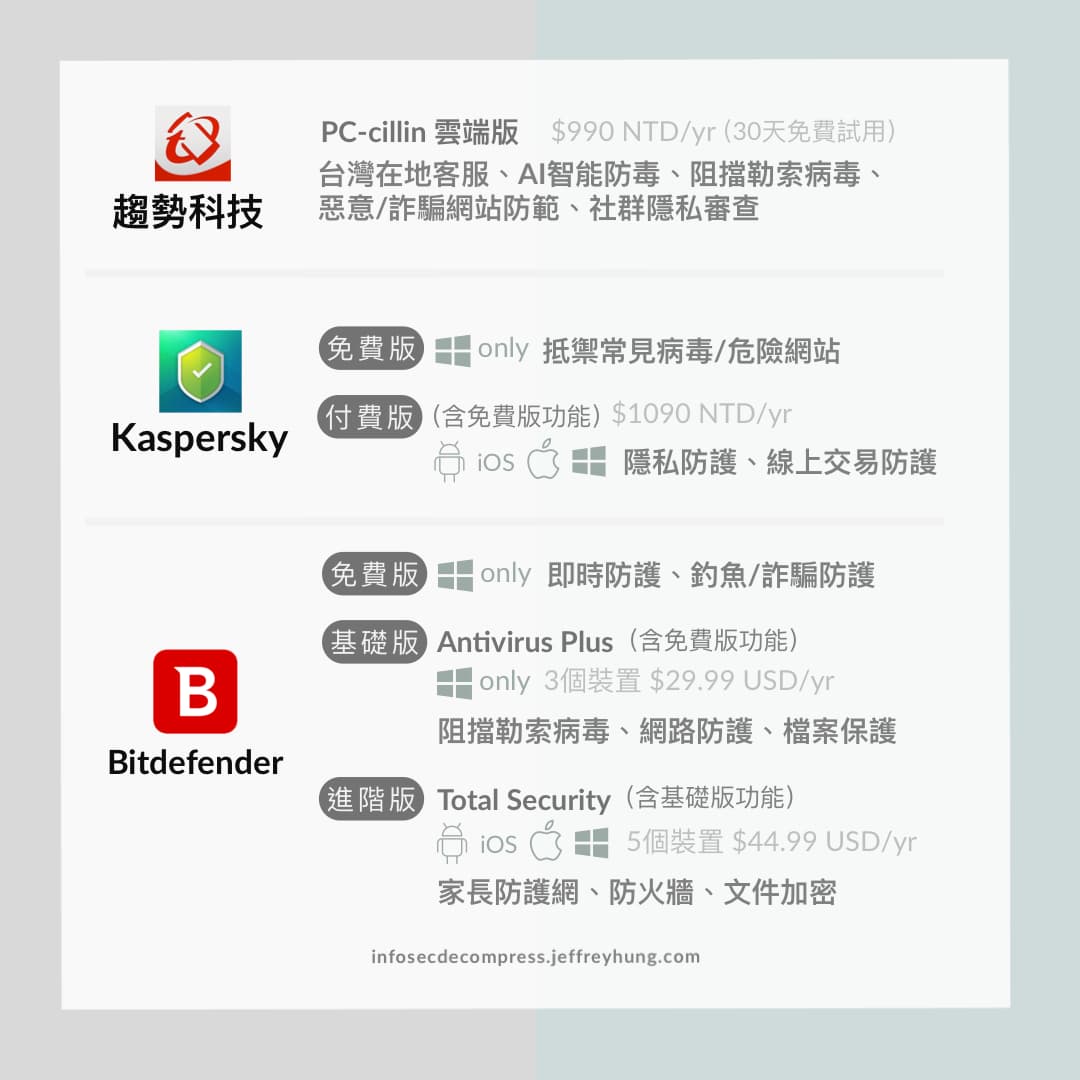 PC-cillin 雲端版 $990 NTD/yr (30天免費試用)
趨勢科技
台灣在地客服、AI智能防毒、阻擋勒索病毒、
惡意/詐騙網站防範、社群隱私審查
Kaspersky
免費版 only 抵禦常見病毒/危險網站
付費版 (含免費版功能) $1090 NTD/yr
iOS 隱私防護、線上交易防護
B
Bitdefender
免費版 only 即時防護、釣魚/詐騙防護
基礎版 Antivirus Plus (含免費版功能)
only 3個裝置 $29.99 USD/yr
阻擋勒索病毒、網路防護、檔案保護
進階版 Total Security (含基礎版功能)
iOS 5個裝置 $44.99 USD/yr
家長防護網、防火牆、文件加密
infosecdecompress.jeffreyhung.com